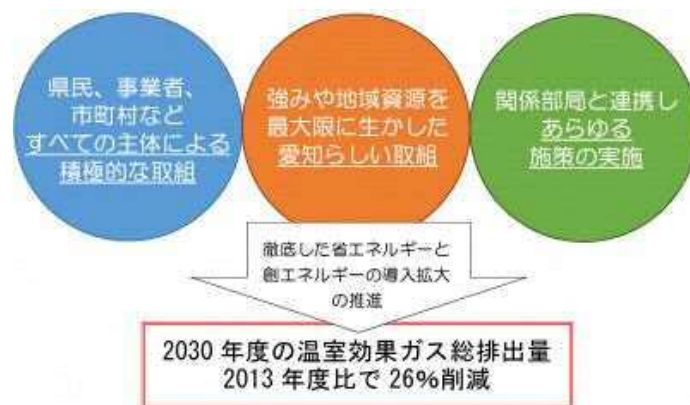 県民、事業者、
市町村など
すべての主体による
積極的な取組
強みや地域資源を
最大限に生かした
愛知らしい取組
関係部局と連携し
あらゆる
施策の実施
徹底した省エネルギーと
創エネルギーの導入拡大
の推進
2030 年度の温室効果ガス総排出量
2013 年度比で 26%削減